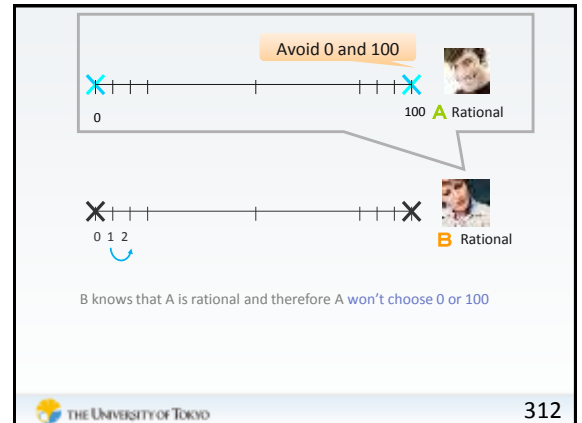 Avoid 0 and 100
0
100 A Rational
0 1 2
B Rational
B knows that A is rational and therefore A won't choose 0 or 100
THE UNIVERSITY OF TOKYO
312